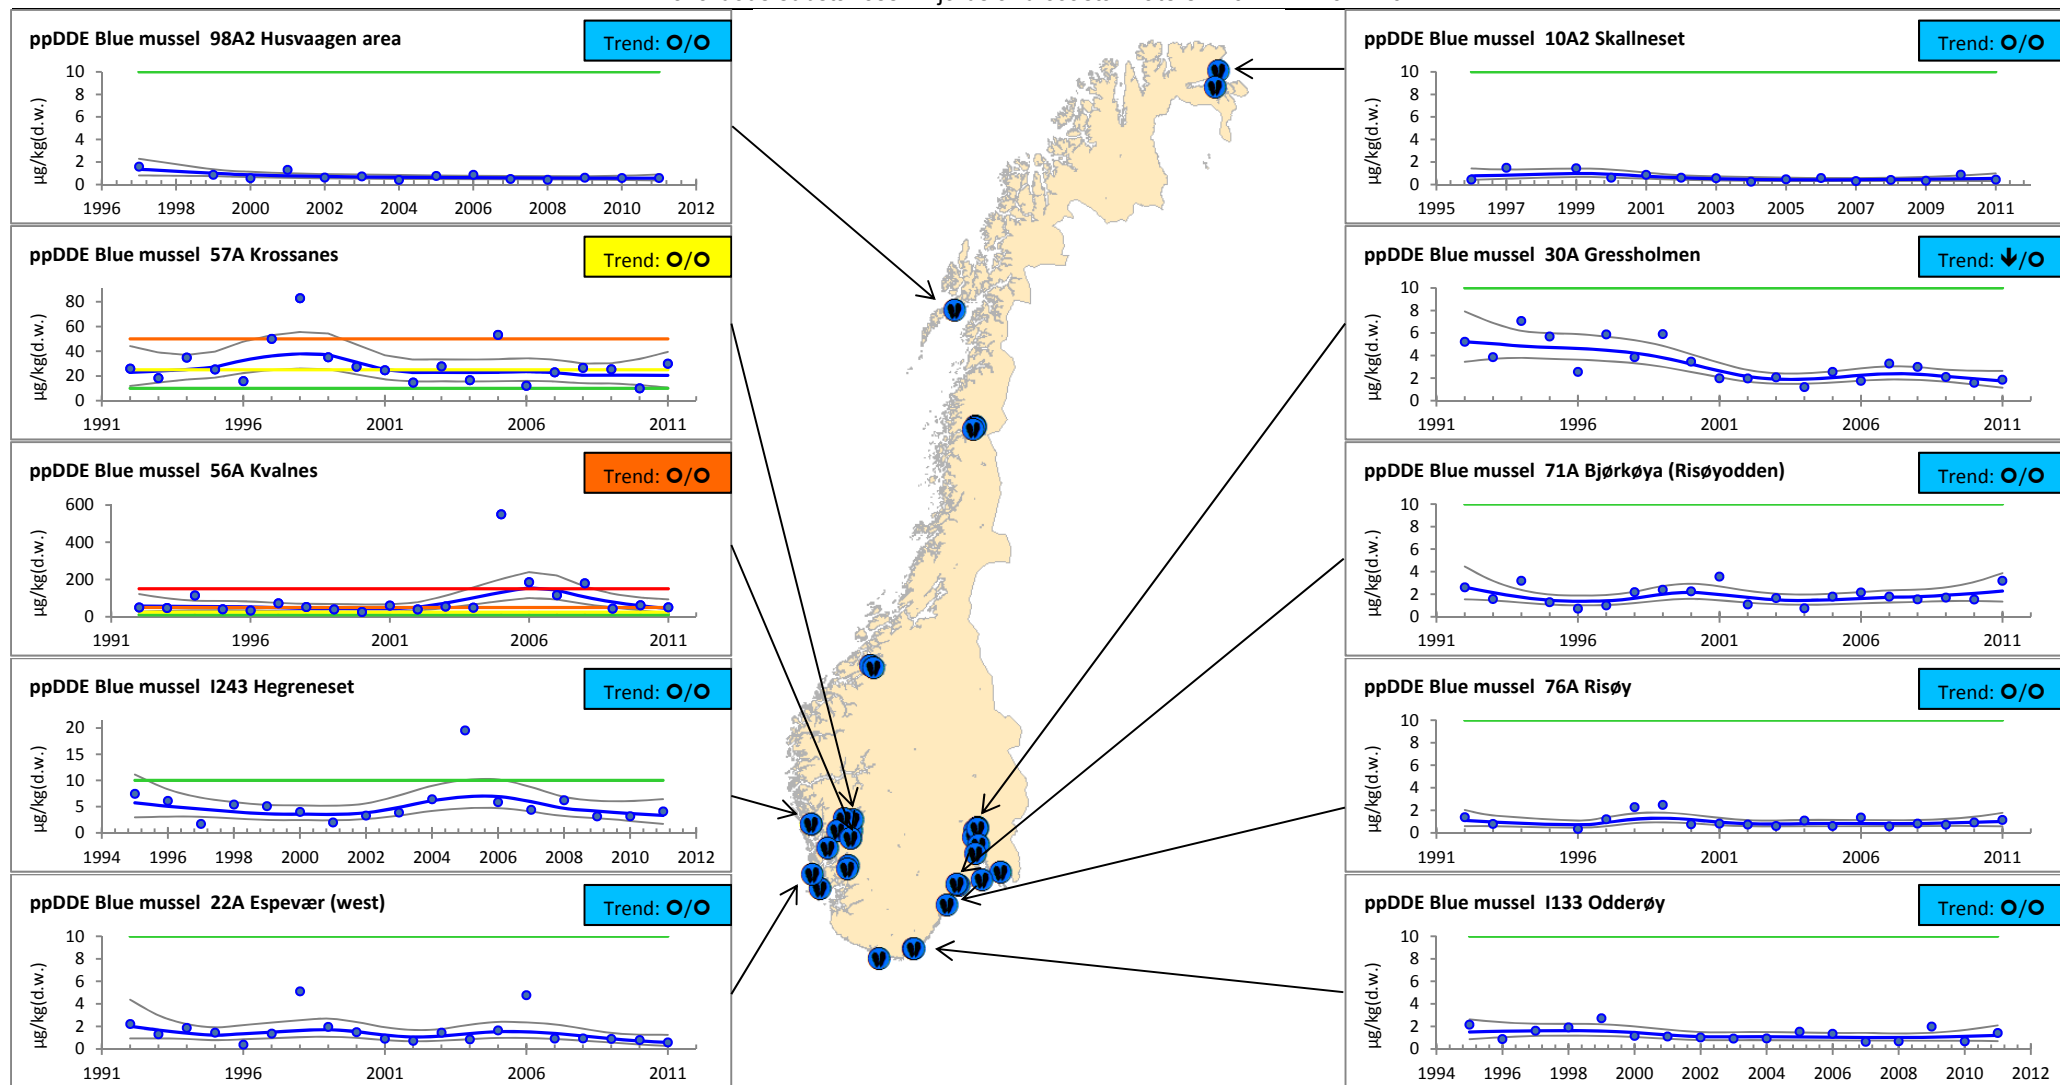 ppDDE Blue mussel 98A2 Husvaagen area
Trend: O/O
µg/kg(d.w.)
10
8
6
4
2
0
1996 1998 2000 2002 2004 2006 2008 2010 2012
ppDDE Blue mussel 57A Krossanes
Trend: O/O
µg/kg(d.w.)
80
60
40
20
0
1991 1996 2001 2006 2011
ppDDE Blue mussel 56A Kvalnes
Trend: O/O
µg/kg(d.w.)
600
400
200
0
1991 1996 2001 2006 2011
ppDDE Blue mussel I243 Hegreneset
Trend: O/O
µg/kg(d.w.)
20
15
10
5
0
1994 1996 1998 2000 2002 2004 2006 2008 2010 2012
ppDDE Blue mussel 22A Espevær (west)
Trend: O/O
µg/kg(d.w.)
10
8
6
4
2
0
1991 1996 2001 2006 2011
ppDDE Blue mussel 10A2 Skallneset
Trend: O/O
µg/kg(d.w.)
10
8
6
4
2
0
1995 1997 1999 2001 2003 2005 2007 2009 2011
ppDDE Blue mussel 30A Gressholmen
Trend: ↓/O
µg/kg(d.w.)
10
8
6
4
2
0
1991 1996 2001 2006 2011
ppDDE Blue mussel 71A Bjørkøya (Risøyodden)
Trend: O/O
µg/kg(d.w.)
10
8
6
4
2
0
1991 1996 2001 2006 2011
ppDDE Blue mussel 76A Risøy
Trend: O/O
µg/kg(d.w.)
10
8
6
4
2
0
1991 1996 2001 2006 2011
ppDDE Blue mussel I133 Odderøy
Trend: O/O
µg/kg(d.w.)
10
8
6
4
2
0
1994 1996 1998 2000 2002 2004 2006 2008 2010 2012